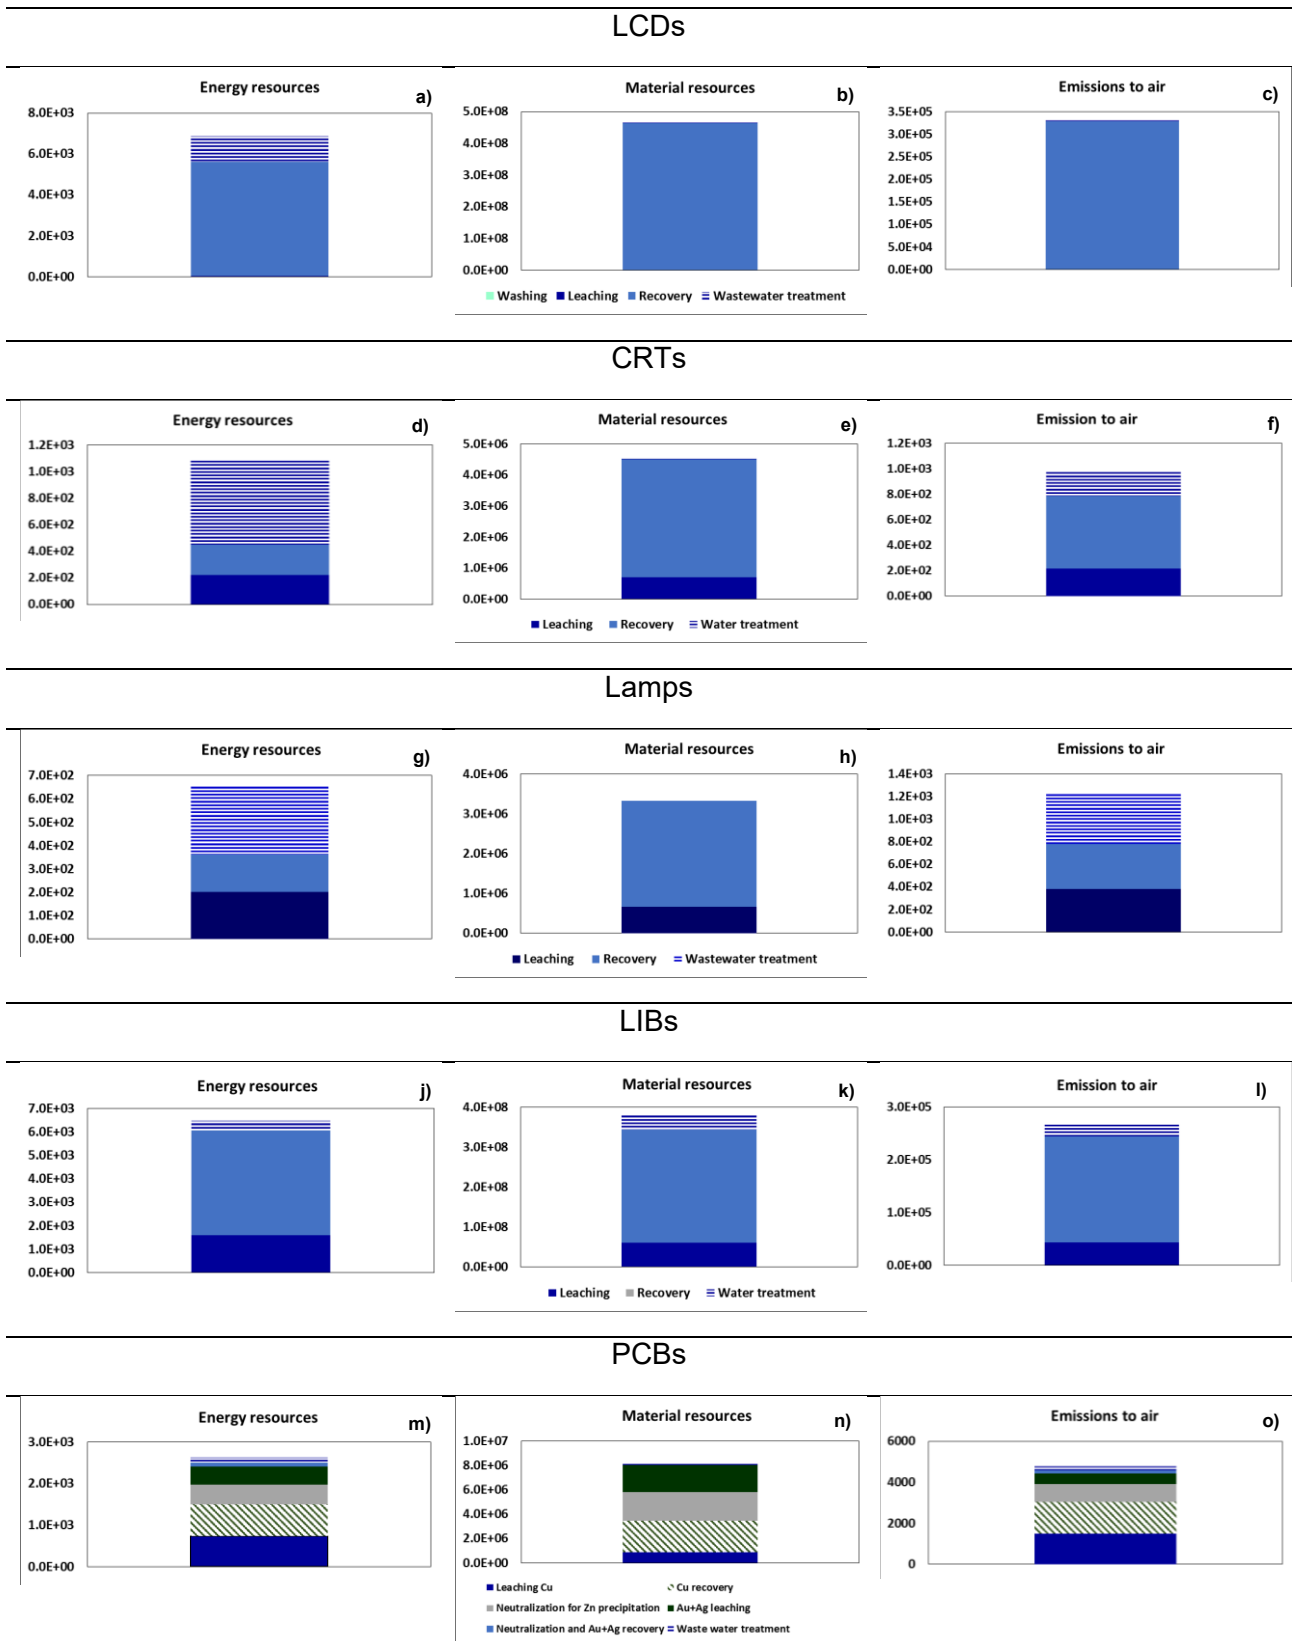 LCDs
Energy resources
a)
8.0E+03
6.0E+03
4.0E+03
2.0E+03
0.0E+00
Material resources
b)
5.0E+08
4.0E+08
3.0E+08
2.0E+08
1.0E+08
0.0E+00
Washing Leaching Recovery Wastewater treatment
Emissions to air
c)
3.5E+05
3.0E+05
2.5E+05
2.0E+05
1.5E+05
1.0E+05
5.0E+04
0.0E+00
CRTs
Energy resources
d)
1.2E+03
1.0E+03
8.0E+02
6.0E+02
4.0E+02
2.0E+02
0.0E+00
Material resources
e)
5.0E+06
4.0E+06
3.0E+06
2.0E+06
1.0E+06
0.0E+00
Leaching Recovery Water treatment
Emission to air
f)
1.2E+03
1.0E+03
8.0E+02
6.0E+02
4.0E+02
2.0E+02
0.0E+00
Lamps
Energy resources
g)
7.0E+02
6.0E+02
5.0E+02
4.0E+02
3.0E+02
2.0E+02
1.0E+02
0.0E+00
Material resources
h)
4.0E+06
3.0E+06
2.0E+06
1.0E+06
0.0E+00
Leaching Recovery Wastewater treatment
Emissions to air
i)
1.4E+03
1.2E+03
1.0E+03
8.0E+02
6.0E+02
4.0E+02
2.0E+02
0.0E+00
LIBs
Energy resources
j)
7.0E+03
6.0E+03
5.0E+03
4.0E+03
3.0E+03
2.0E+03
1.0E+03
0.0E+00
Material resources
k)
4.0E+08
3.0E+08
2.0E+08
1.0E+08
0.0E+00
Leaching Recovery Water treatment
Emission to air
l)
3.0E+05
2.0E+05
1.0E+05
0.0E+00
PCBs
Energy resources
m)
3.0E+03
2.0E+03
1.0E+03
0.0E+00
Material resources
n)
1.0E+07
8.0E+06
6.0E+06
4.0E+06
2.0E+06
0.0E+00
Leaching Cu Cu recovery
Neutralization for Zn precipitation Au+Ag leaching
Neutralization and Au+Ag recovery Waste water treatment
Emissions to air
o)
6000
4000
2000
0